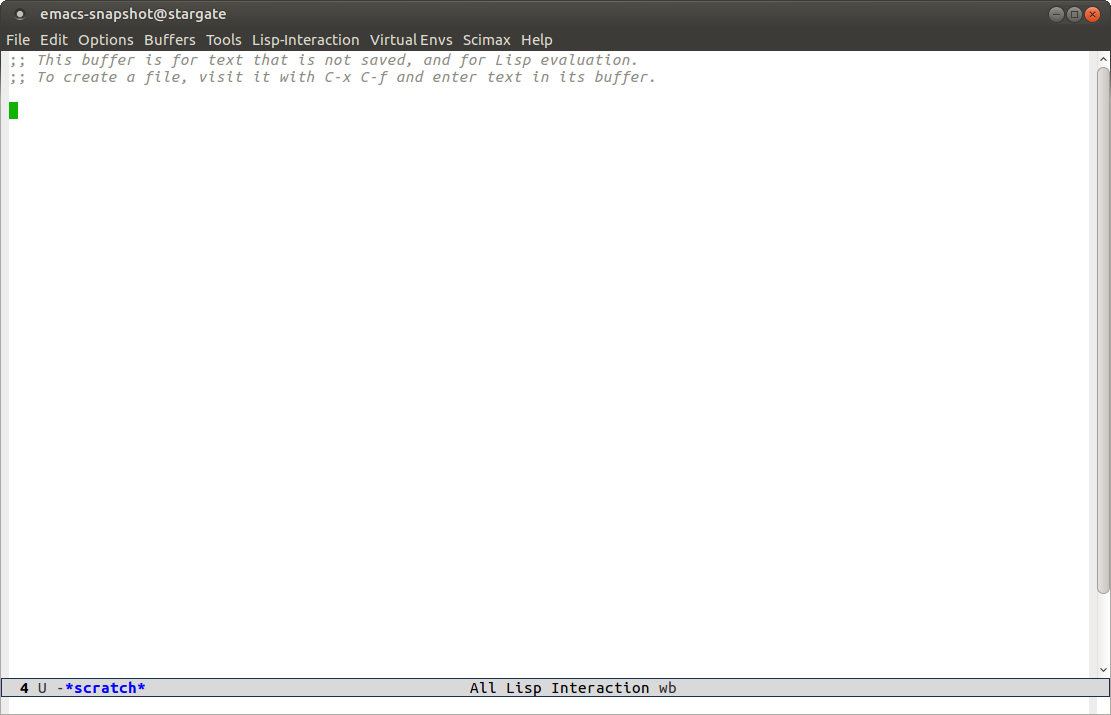 emacs-snapshot@stargate
File Edit Options Buffers Tools Lisp-Interaction Virtual Envs Scimax Help
;; This buffer is for text that is not saved, and for Lisp evaluation.
;; To create a file, visit it with C-x C-f and enter text in its buffer.
4 U -*scratch* All Lisp Interaction wb